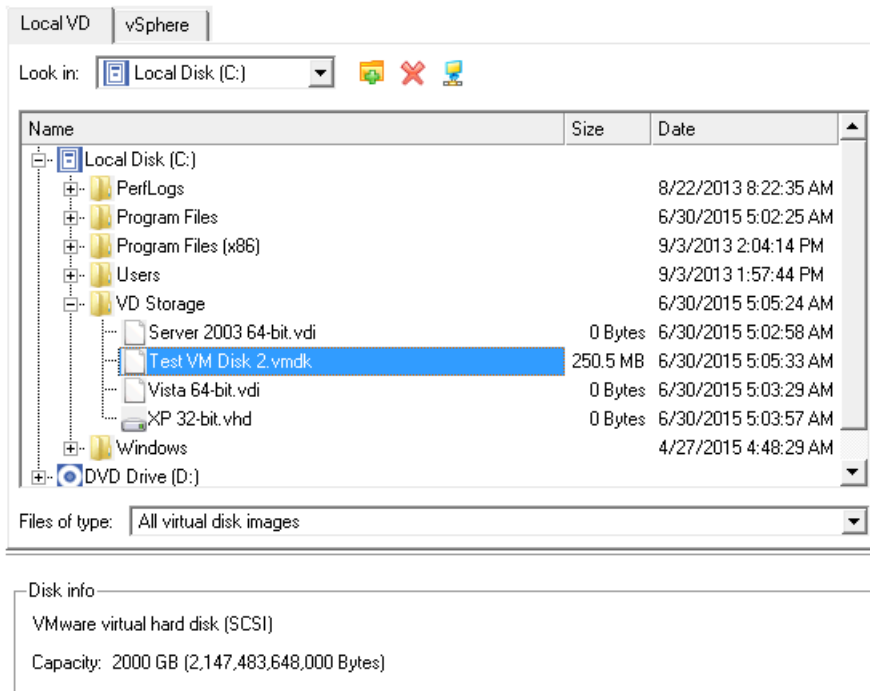 Local VD vSphere
Look in: Local Disk (C:)
Name Size Date
Local Disk (C:)
PerfLogs 8/22/2013 8:22:35 AM
Program Files 6/30/2015 5:02:25 AM
Program Files (x86) 9/3/2013 2:04:14 PM
Users 9/3/2013 1:57:44 PM
VD Storage 6/30/2015 5:05:24 AM
Server 2003 64-bit.vdi 0 Bytes 6/30/2015 5:02:58 AM
Test VM Disk 2.vmdk 250.5 MB 6/30/2015 5:05:33 AM
Vista 64-bit.vdi 0 Bytes 6/30/2015 5:03:29 AM
XP 32-bit.vhd 0 Bytes 6/30/2015 5:03:57 AM
Windows 4/27/2015 4:48:29 AM
DVD Drive (D:)
Files of type: All virtual disk images
Disk info
VMware virtual hard disk (SCSI)
Capacity: 2000 GB (2,147,483,648,000 Bytes)